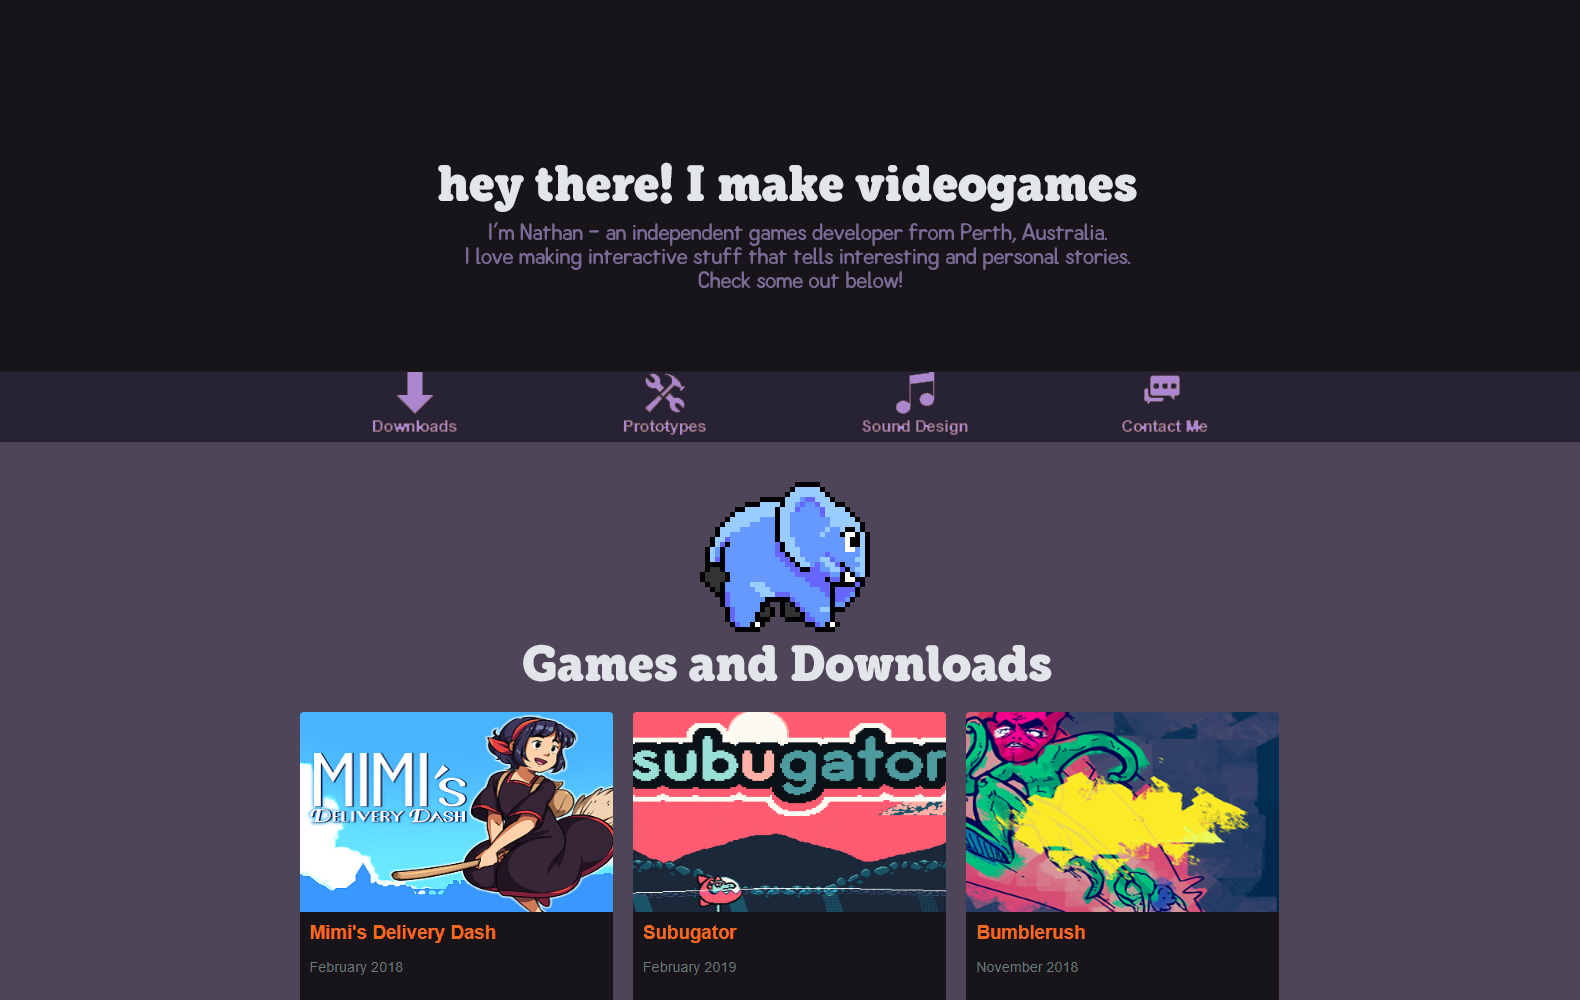 hey there! I make videogames
I'm Nathan - an independent games developer from Perth, Australia.
I love making interactive stuff that tells interesting and personal stories.
Check some out below!
Downloads
Prototypes
Sound Design
Contact Me
Games and Downloads
MIMI's
DELIVERY DASH
subugator
Mimi's Delivery Dash
Subugator
Bumblerush
February 2018
February 2019
November 2018